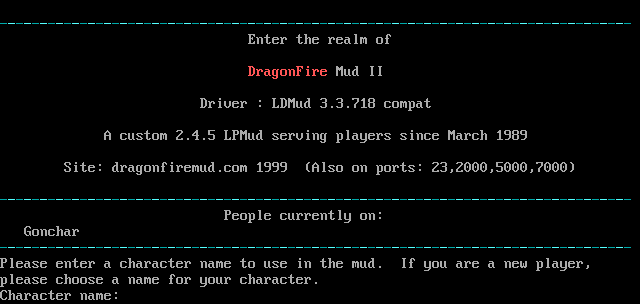 Enter the realm of
DragonFire Mud II
Driver : LDMud 3.3.718 compat
A custom 2.4.5 LPMud serving players since March 1989
Site: dragonfiremud.com 1999  (Also on ports: 23,2000,5000,7000)
People currently on:
Gonchar
Please enter a character name to use in the mud.  If you are a new player,
please choose a name for your character.
Character name: